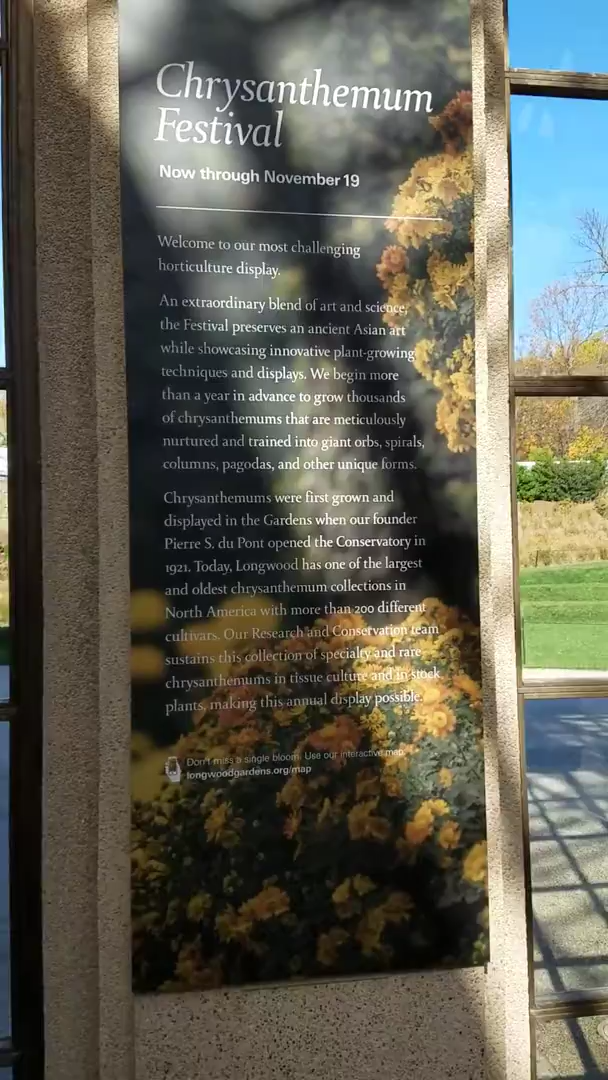 Chrysanthemum
Festival
Now through November 19
Welcome to our most challenging
horticulture display.
An extraordinary blend of art and science,
the Festival preserves an ancient Asian art
while showcasing innovative plant-growing
techniques and displays. We begin more
than a year in advance to grow thousands
of chrysanthemums that are meticulously
nurtured and trained into giant orbs, spirals,
columns, pagodas, and other unique forms.
Chrysanthemums were first grown and
displayed in the Gardens when our founder
Pierre S. du Pont opened the Conservatory in
1921. Today, Longwood has one of the largest
and oldest chrysanthemum collections in
North America with more than 200 different
cultivars. Our Research and Conservation team
sustains this collection of specialty and rare
chrysanthemums in tissue culture and in stock
plants, making this annual display possible.
Don't miss a single bloom. Use our interactive map.
longwoodgardens.org/map